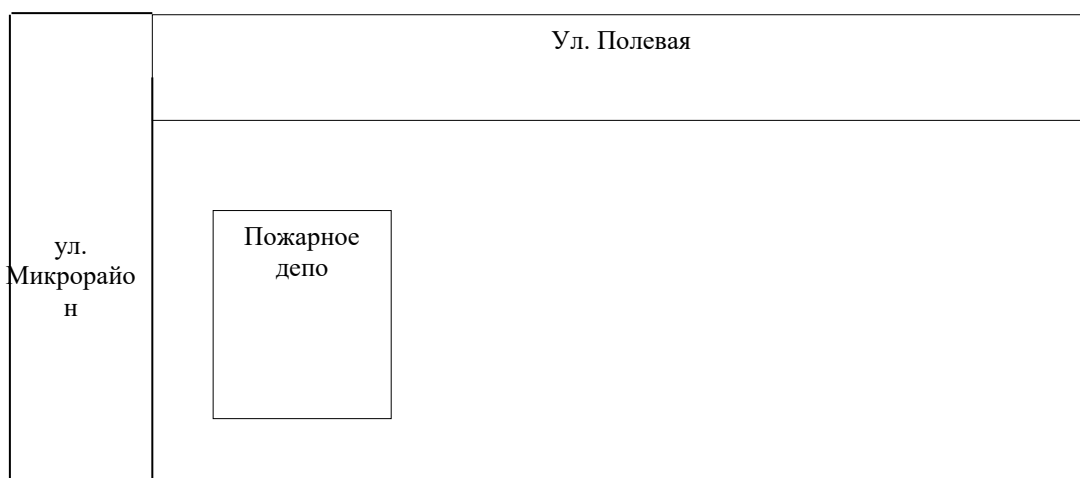 Ул. Полевая
Пожарное
депо
ул.
Микрорайо
н